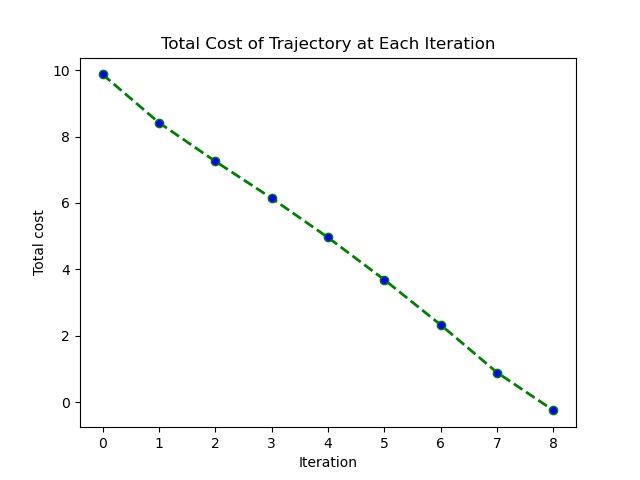 Total Cost of Trajectory at Each Iteration
10
8
6
4
2
0
Total cost
0 1 2 3 4 5 6 7 8
Iteration